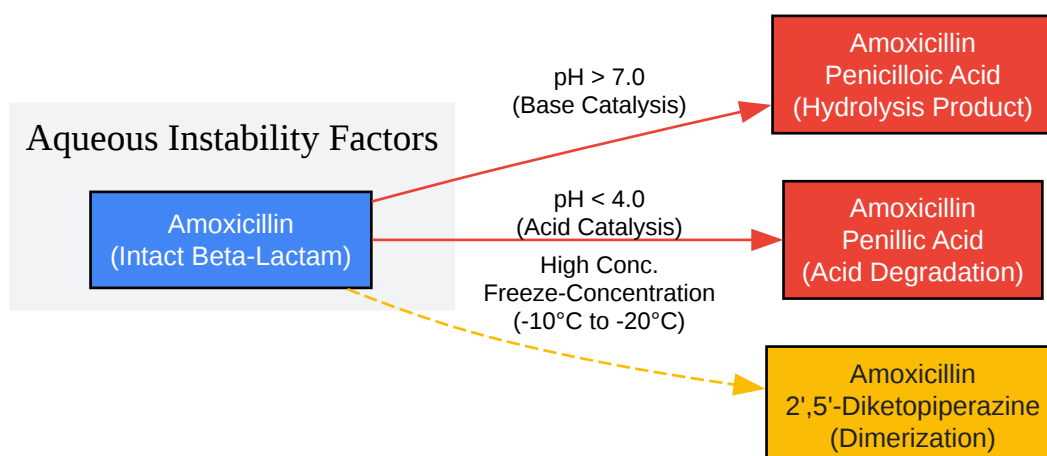 Aqueous Instability Factors
Amoxicillin
(Intact Beta-Lactam)
pH > 7.0
(Base Catalysis)
pH < 4.0
(Acid Catalysis)
High Conc.
Freeze-Concentration
(-10°C to -20°C)
Amoxicillin
Penicilloic Acid
(Hydrolysis Product)
Amoxicillin
Penillic Acid
(Acid Degradation)
Amoxicillin
2',5'-Diketopiperazine
(Dimerization)